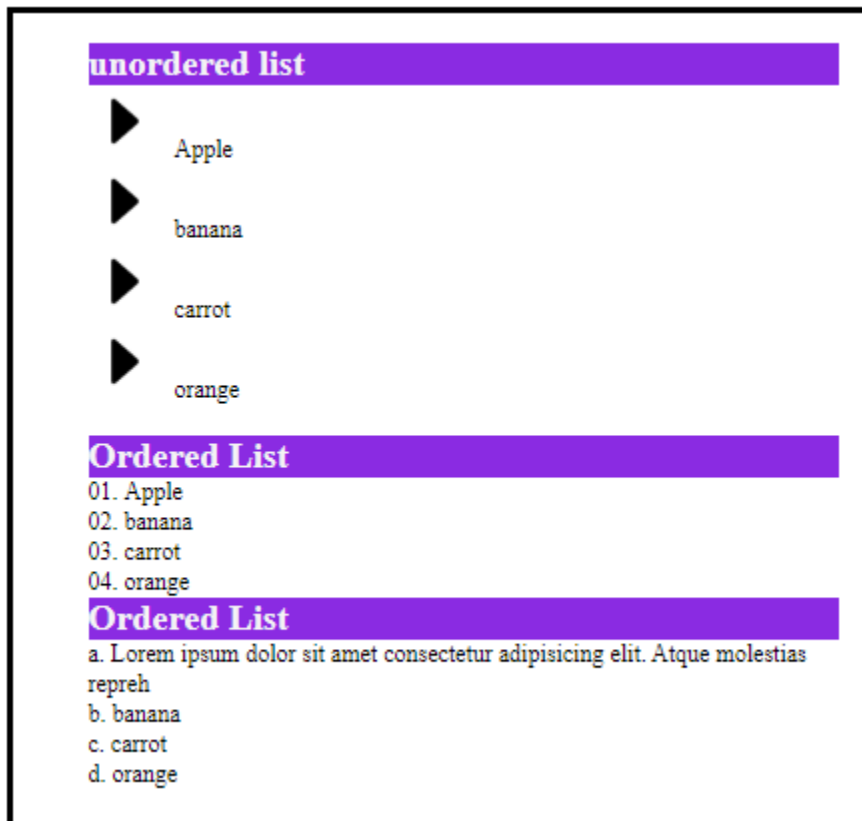 unordered list
Apple
banana
carrot
orange
Ordered List
01. Apple
02. banana
03. carrot
04. orange
Ordered List
a. Lorem ipsum dolor sit amet consectetur adipisicing elit. Atque molestias
repreh
b. banana
c. carrot
d. orange